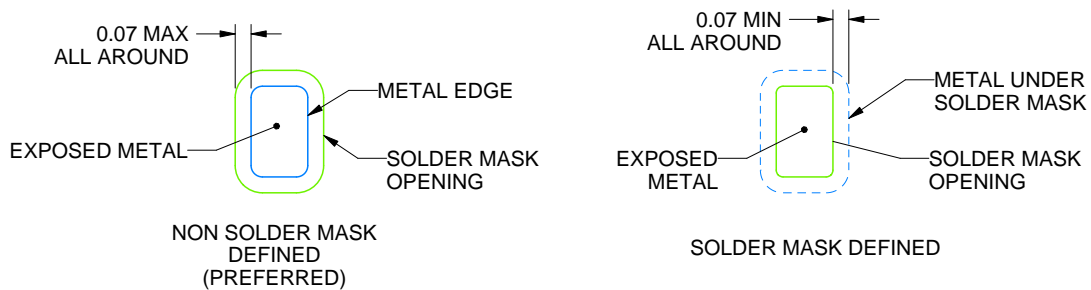 0.07 MAX
ALL AROUND
METAL EDGE
EXPOSED METAL
SOLDER MASK
OPENING
NON SOLDER MASK
DEFINED
(PREFERRED)
0.07 MIN
ALL AROUND
METAL UNDER
SOLDER MASK
EXPOSED
METAL
SOLDER MASK
OPENING
SOLDER MASK DEFINED